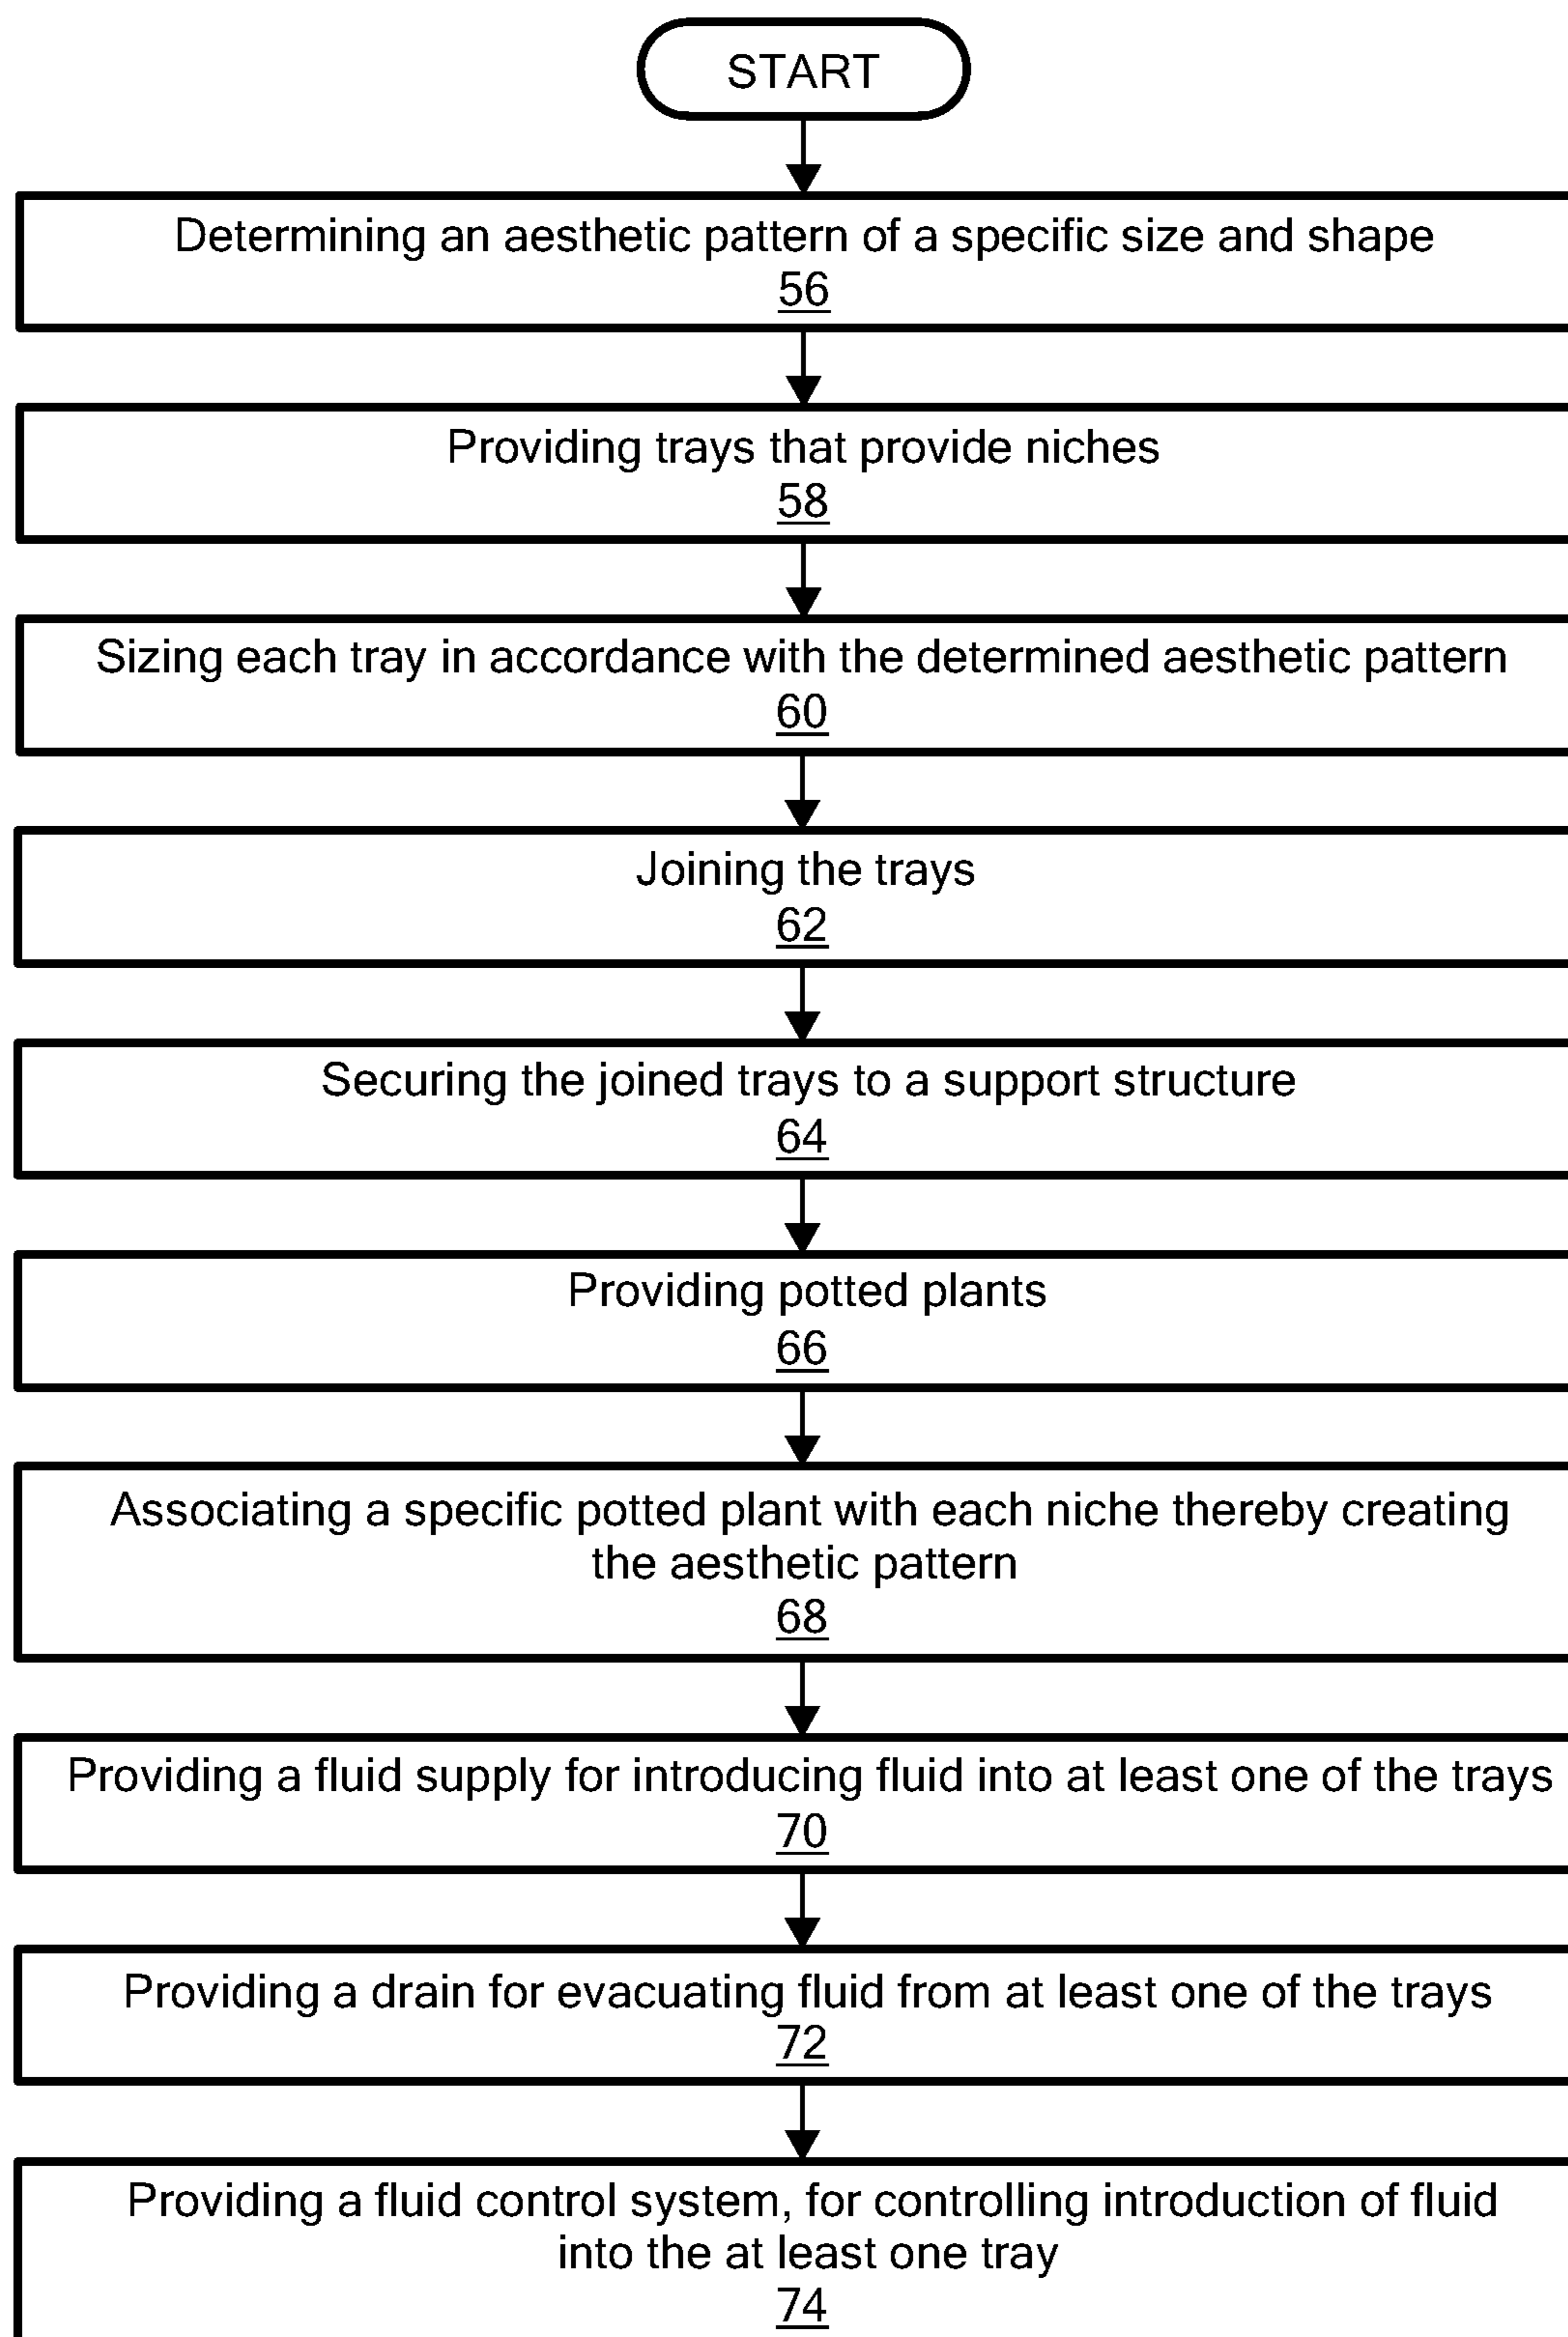 START
Determining an aesthetic pattern of a specific size and shape
56
Providing trays that provide niches
58
Sizing each tray in accordance with the determined aesthetic pattern
60
Joining the trays
62
Securing the joined trays to a support structure
64
Providing potted plants
66
Associating a specific potted plant with each niche thereby creating
the aesthetic pattern
68
Providing a fluid supply for introducing fluid into at least one of the trays
70
Providing a drain for evacuating fluid from at least one of the trays
72
Providing a fluid control system, for controlling introduction of fluid
into the at least one tray
74